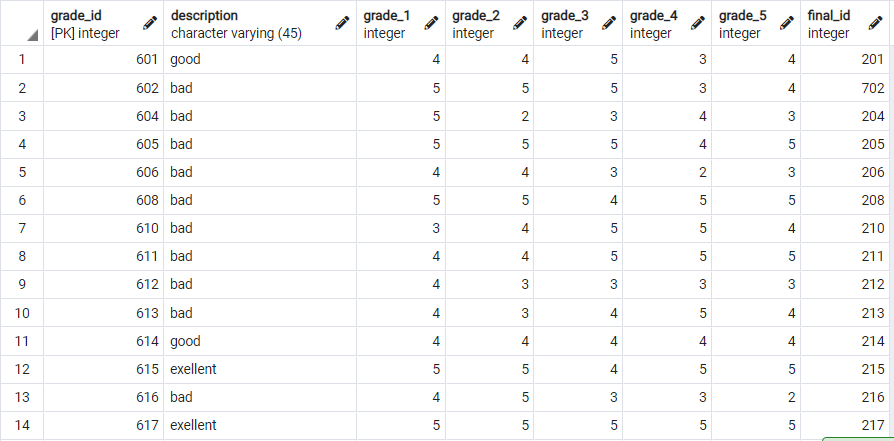 grade_id description grade_1 grade_2 grade_3 grade_4 grade_5 final_id
[PK] integer character varying (45) integer integer integer integer integer integer
1 601 good 4 4 5 3 4 201
2 602 bad 5 5 5 3 4 702
3 604 bad 5 2 3 4 3 204
4 605 bad 5 5 5 4 5 205
5 606 bad 4 4 3 2 3 206
6 608 bad 5 5 4 5 5 208
7 610 bad 3 4 5 5 4 210
8 611 bad 4 4 5 5 5 211
9 612 bad 4 3 3 3 3 212
10 613 bad 4 3 4 5 4 213
11 614 good 4 4 4 4 4 214
12 615 exellent 5 5 4 5 5 215
13 616 bad 4 5 3 3 2 216
14 617 exellent 5 5 5 5 5 217